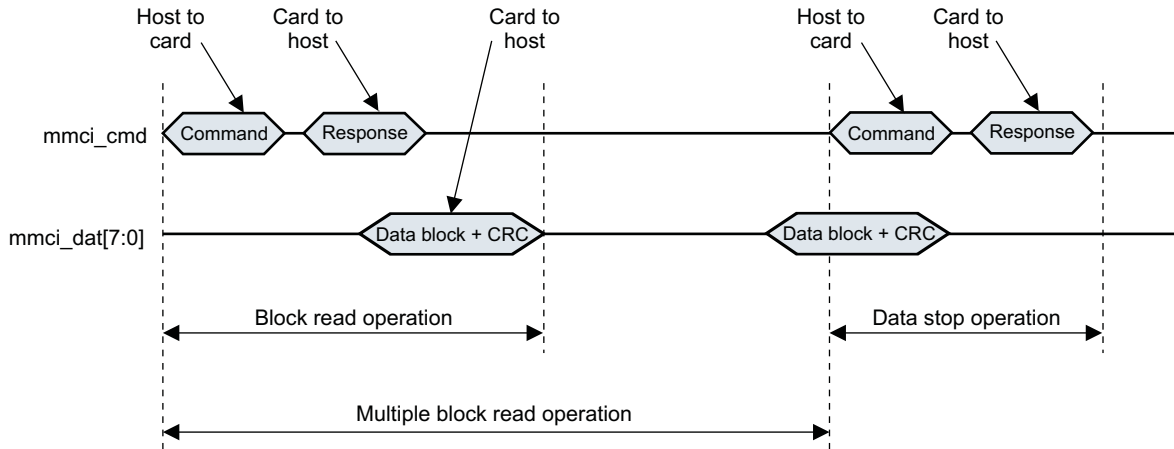 Host to
card
Card to
host
Card to
host
Host to
card
Card to
host
mmci_cmd
Command
Response
Command
Response
mmci_dat[7:0]
Data block + CRC
Data block + CRC
Block read operation
Data stop operation
Multiple block read operation